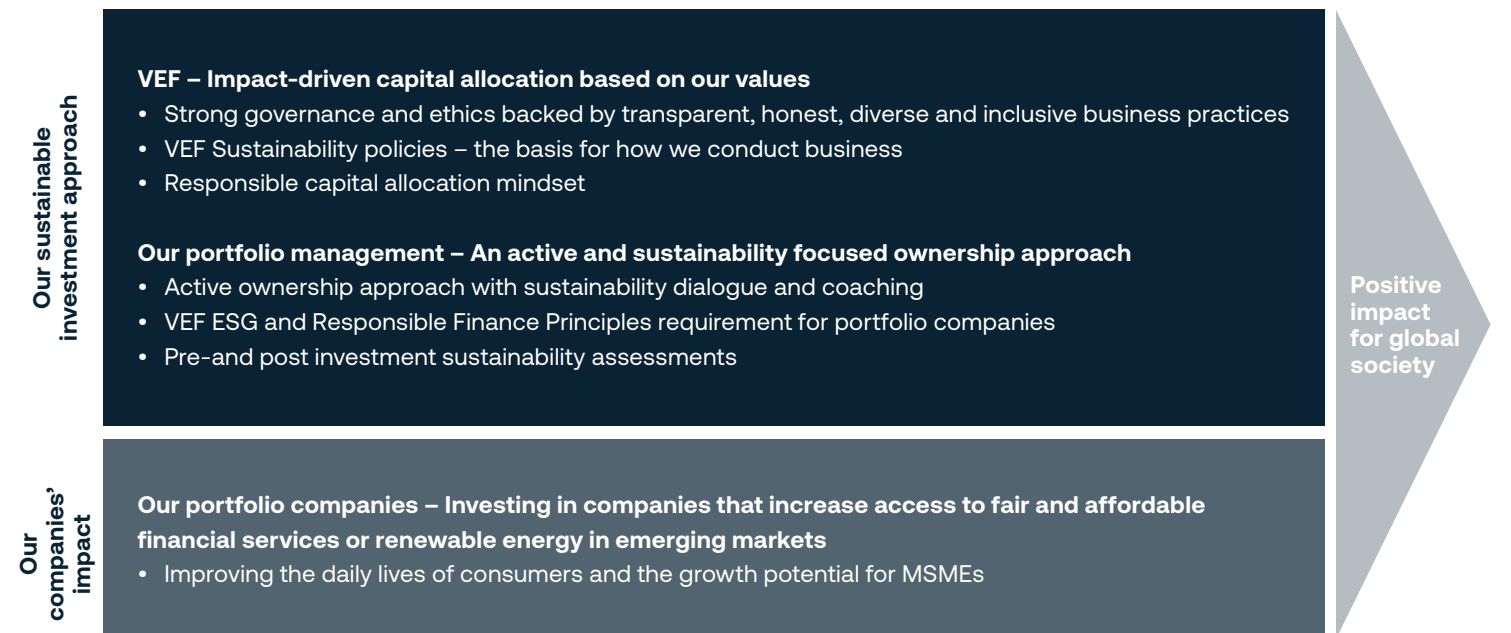 Our sustainable
investment approach
VEF – Impact-driven capital allocation based on our values
• Strong governance and ethics backed by transparent, honest, diverse and inclusive business practices
• VEF Sustainability policies – the basis for how we conduct business
• Responsible capital allocation mindset
Our portfolio management – An active and sustainability focused ownership approach
• Active ownership approach with sustainability dialogue and coaching
• VEF ESG and Responsible Finance Principles requirement for portfolio companies
• Pre-and post investment sustainability assessments
Our
companies’
impact
Our portfolio companies – Investing in companies that increase access to fair and affordable
financial services or renewable energy in emerging markets
• Improving the daily lives of consumers and the growth potential for MSMEs
Positive
impact
for global
society